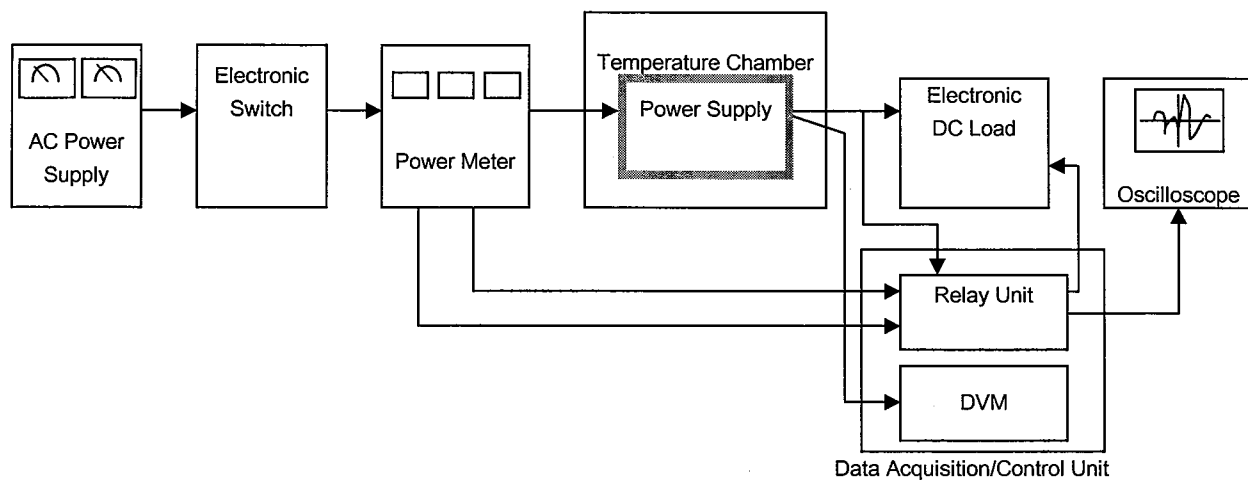 AC Power
Supply
Electronic
Switch
Power Meter
Temperature Chamber
Power Supply
Electronic
DC Load
Oscilloscope
Relay Unit
DVM
Data Acquisition/Control Unit